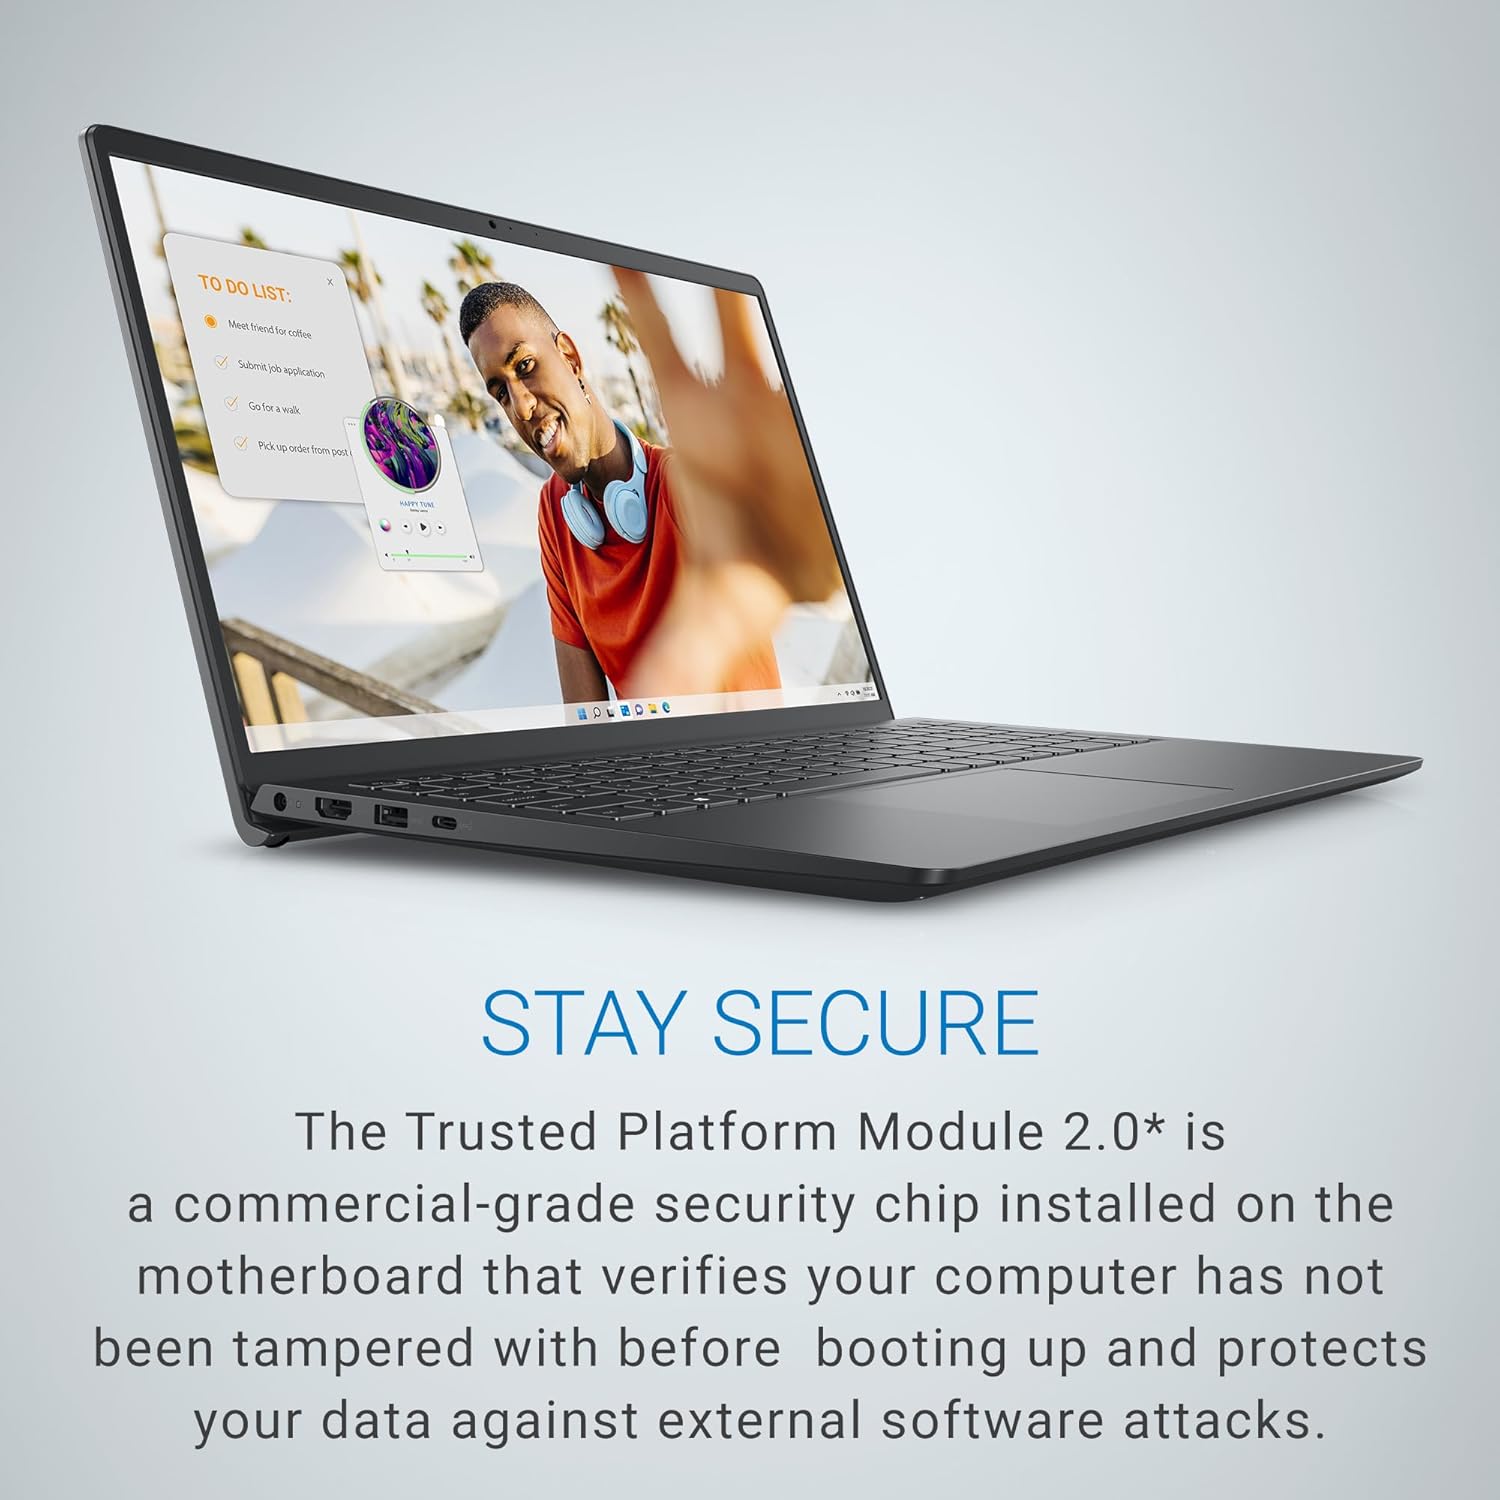 TO DO LIST:
X
Meet friend for coffee
Submit job application
Go for a walk
Pick up order from post
HAPPY TUNE
STAY SECURE
The Trusted Platform Module 2.0* is
a commercial-grade security chip installed on the
motherboard that verifies your computer has not
been tampered with before booting up and protects
your data against external software attacks.